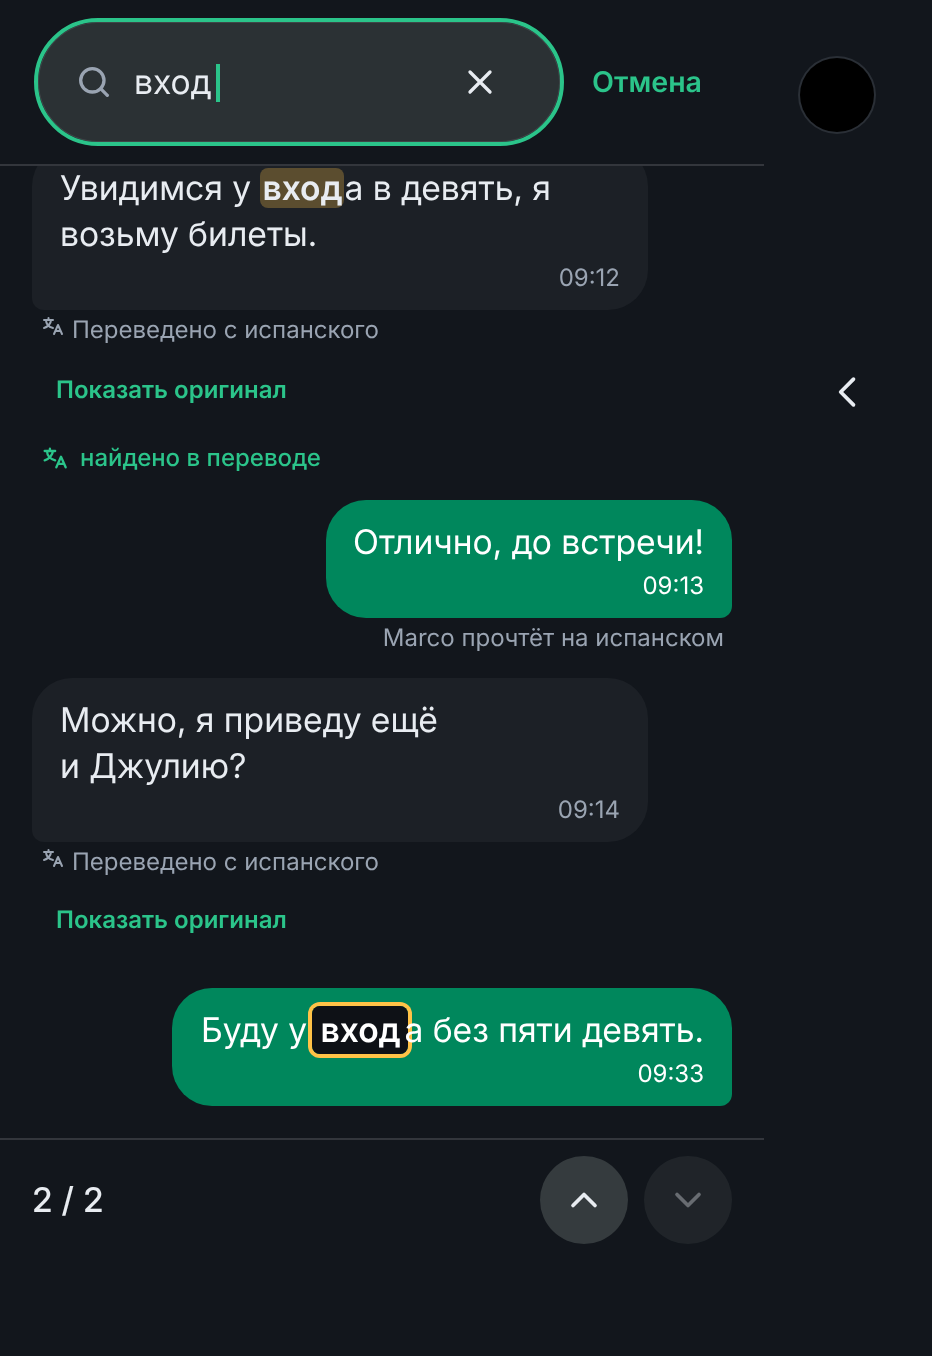 вход
Отмена
Увидимся у входа в девять, я
возьму билеты.
09:12
Переведено с испанского
Показать оригинал
найдено в переводе
Отлично, до встречи!
09:13
Marco прочтёт на испанском
Можно, я приведу ещё
и Джулию?
09:14
Переведено с испанского
Показать оригинал
Буду у входа без пяти девять.
09:33
2 / 2